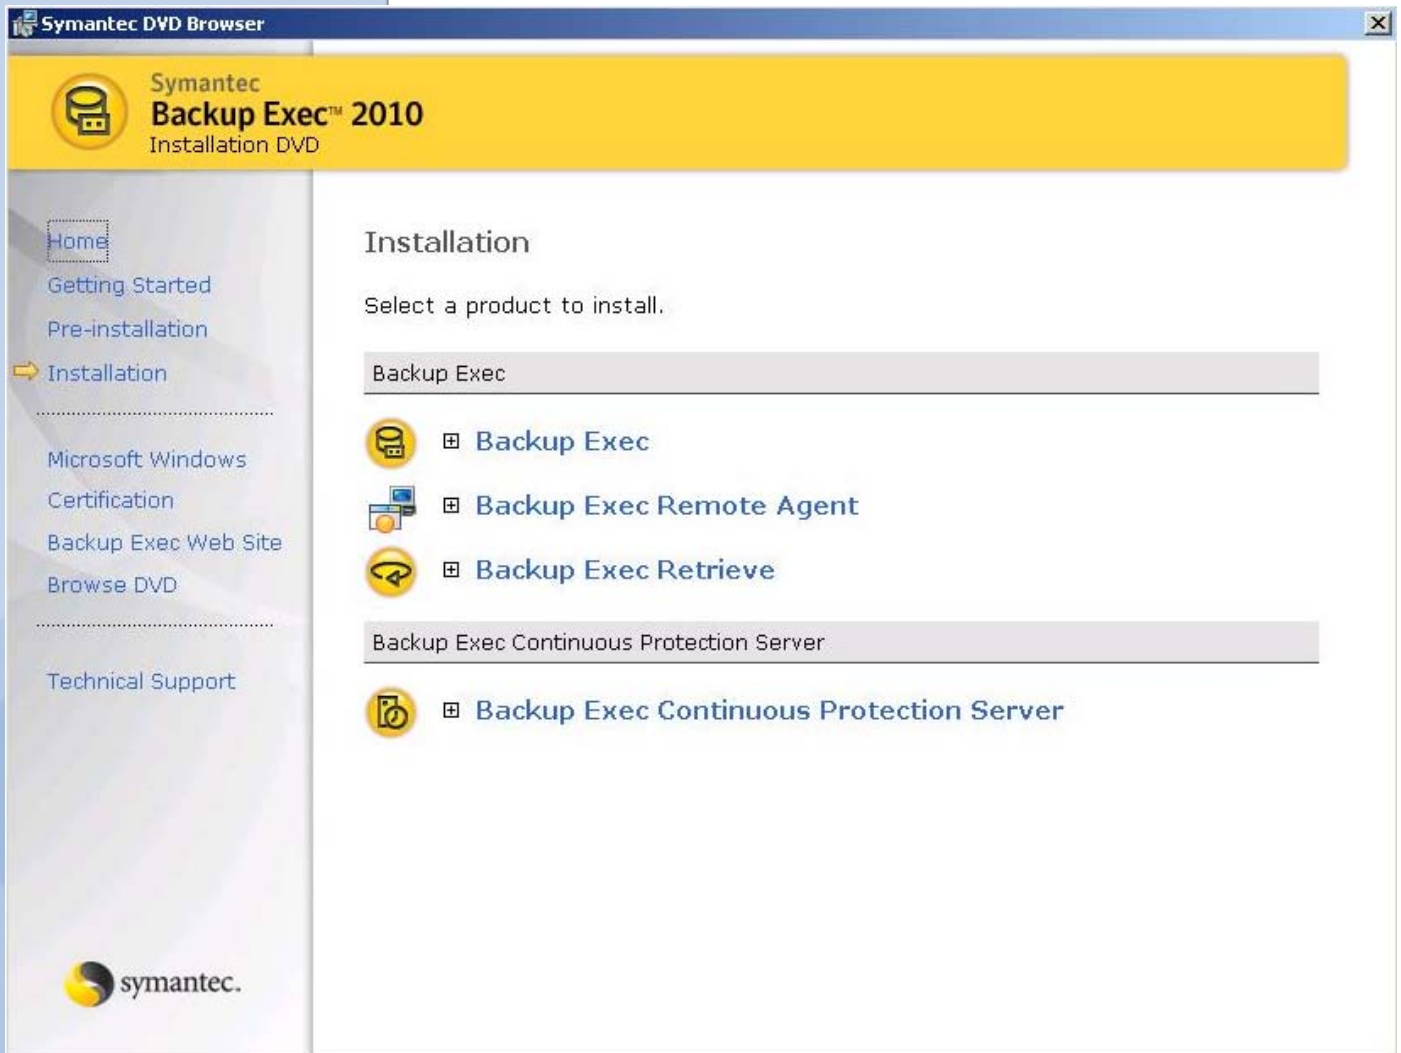 Symantec DVD Browser
Symantec
Backup Exec™ 2010
Installation DVD
Home
Getting Started
Pre-installation
Installation
Microsoft Windows
Certification
Backup Exec Web Site
Browse DVD
Technical Support
symantec.
Installation
Select a product to install.
Backup Exec
Backup Exec
Backup Exec Remote Agent
Backup Exec Retrieve
Backup Exec Continuous Protection Server
Backup Exec Continuous Protection Server